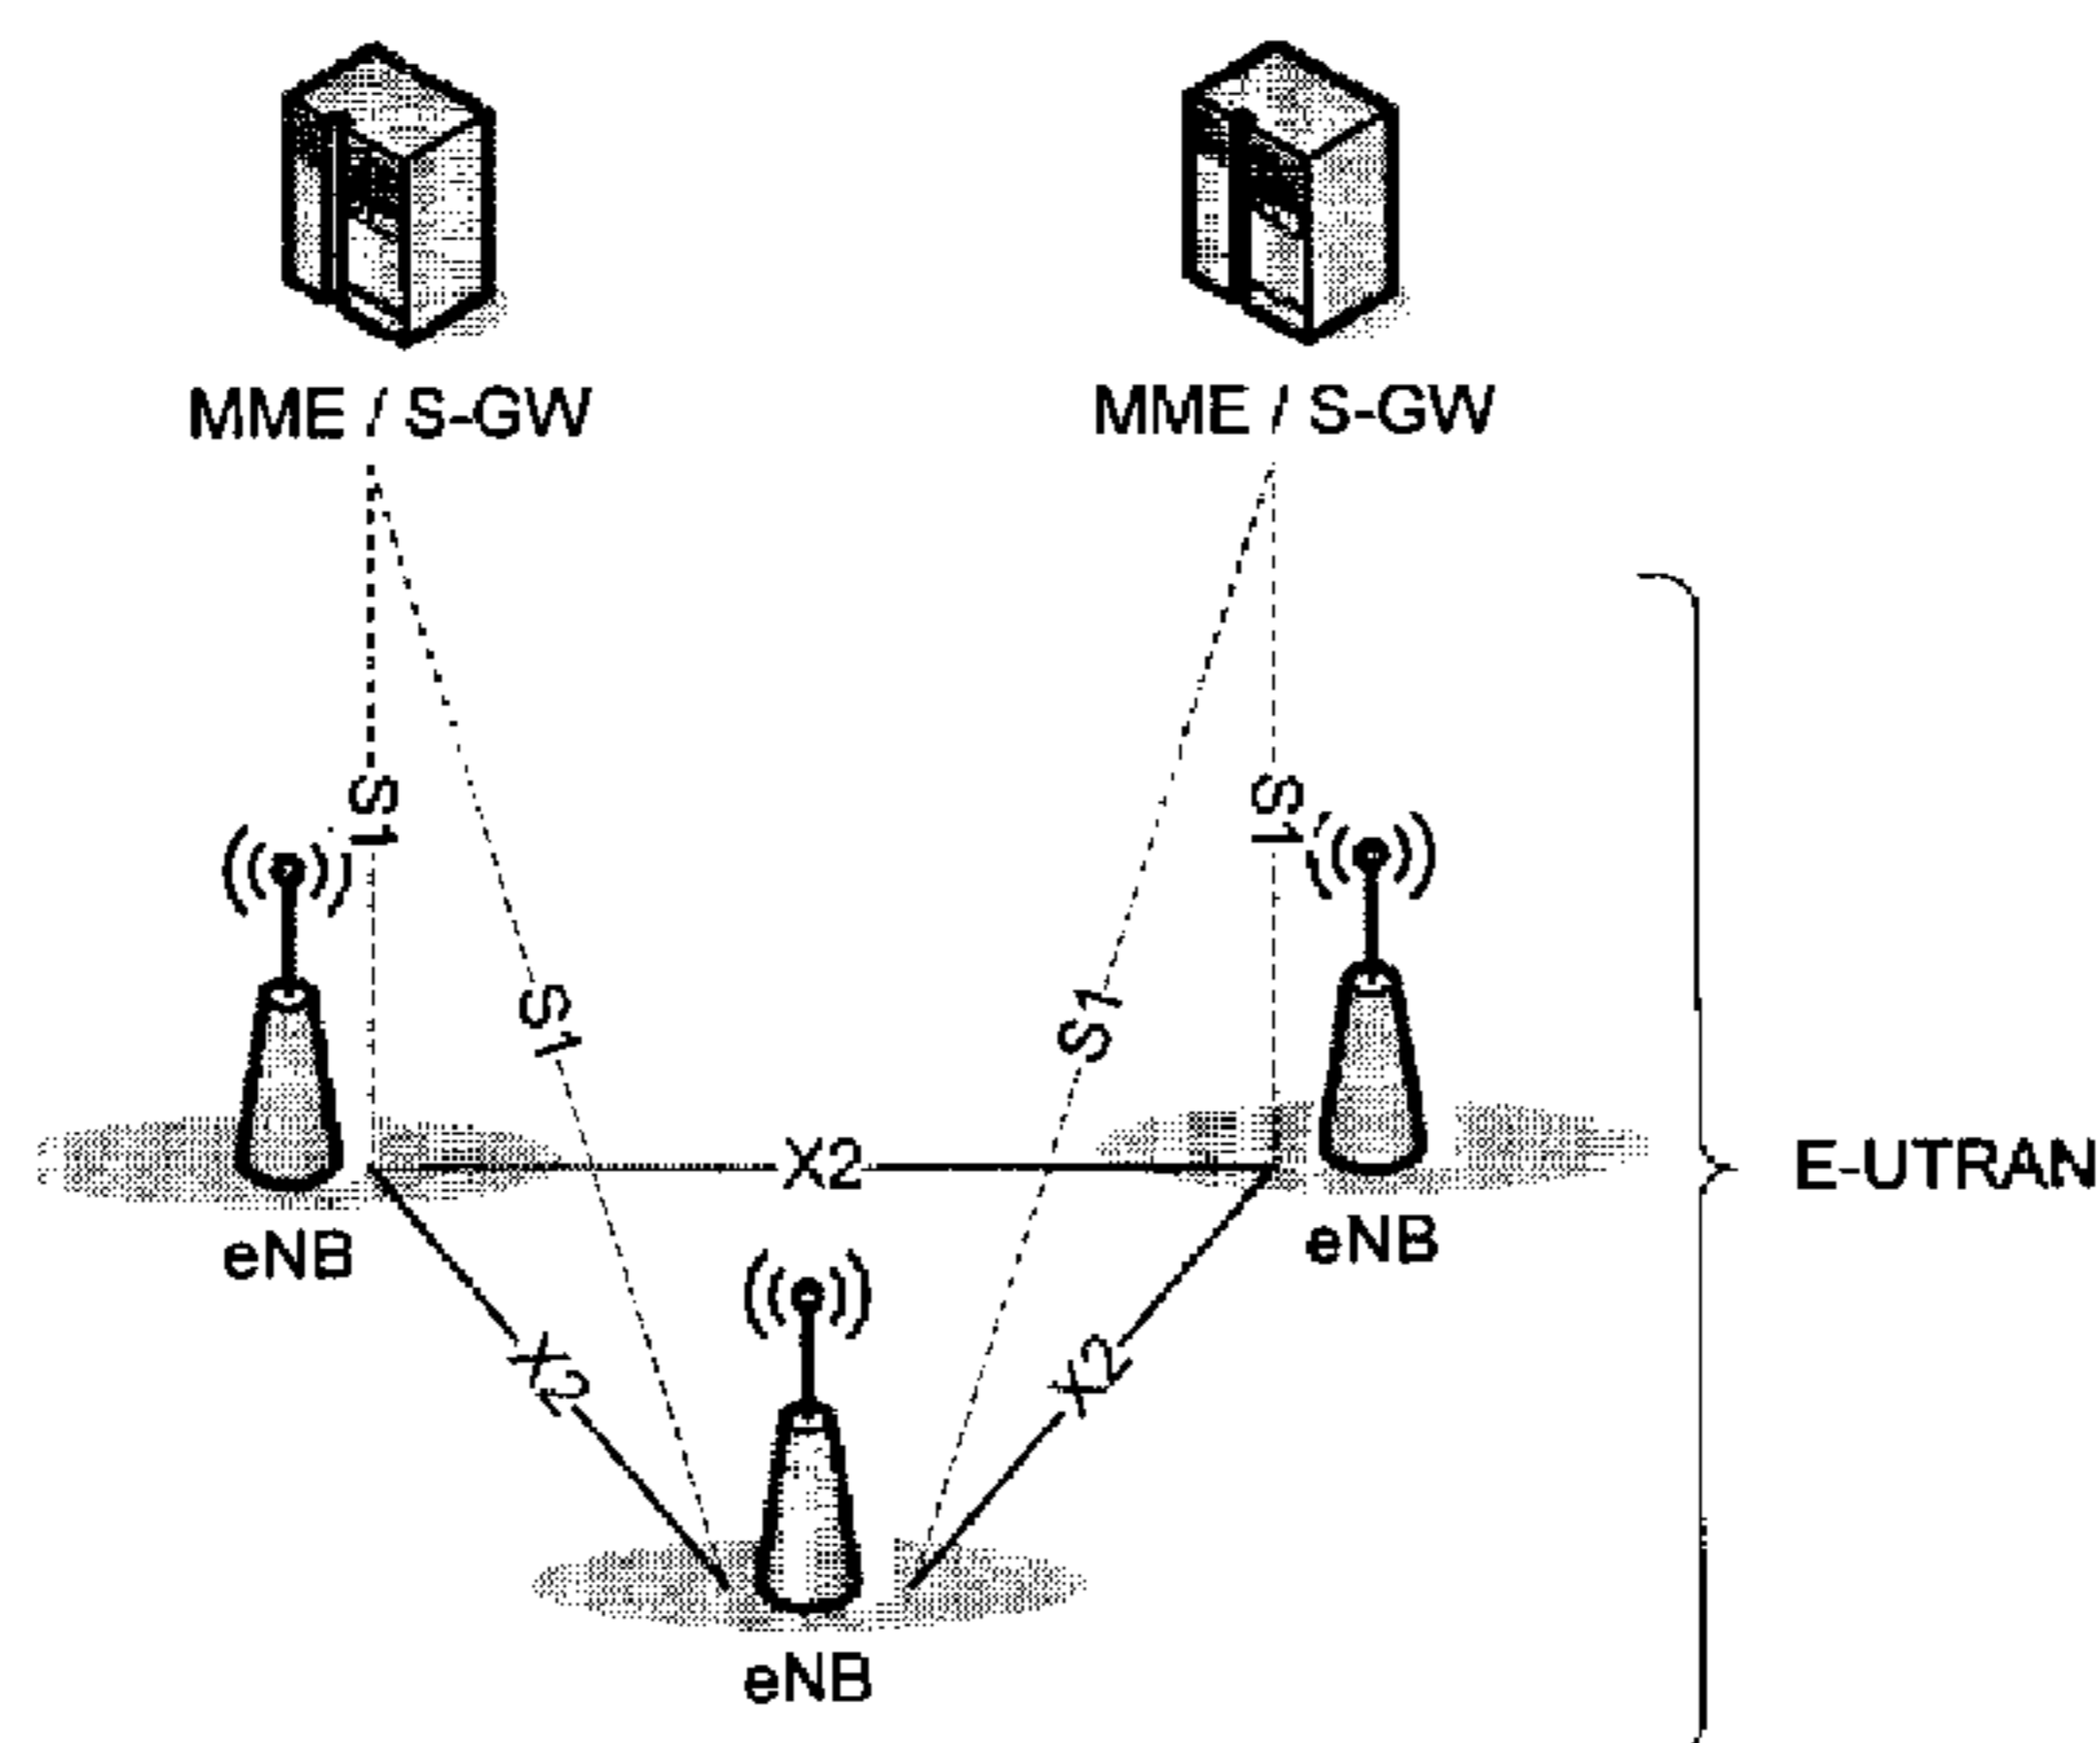 MME / S-GW
MME / S-GW
S1
S1
S1
S1
X2
E-UTRAN
eNB
eNB
X2
X2
eNB